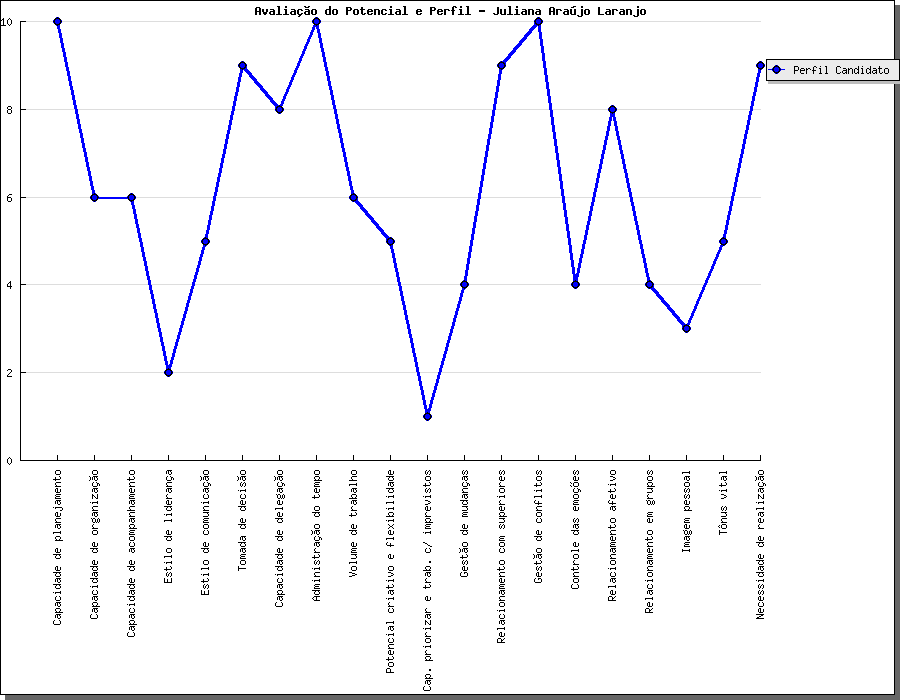 Avaliação do Potencial e Perfil - Juliana Araújo Laranjo
10
8
6
4
2
0
Perfil Candidato
Capacidade de planejamento
Capacidade de organização
Capacidade de acompanhamento
Estilo de liderança
Estilo de comunicação
Tomada de decisão
Capacidade de delegação
Administração do tempo
Volume de trabalho
Potencial criativo e flexibilidade
Cap. priorizar e trab. c/ imprevistos
Gestão de mudanças
Relacionamento com superiores
Gestão de conflitos
Controle das emoções
Relacionamento afetivo
Relacionamento em grupos
Imagem pessoal
Tônus vital
Necessidade de realização